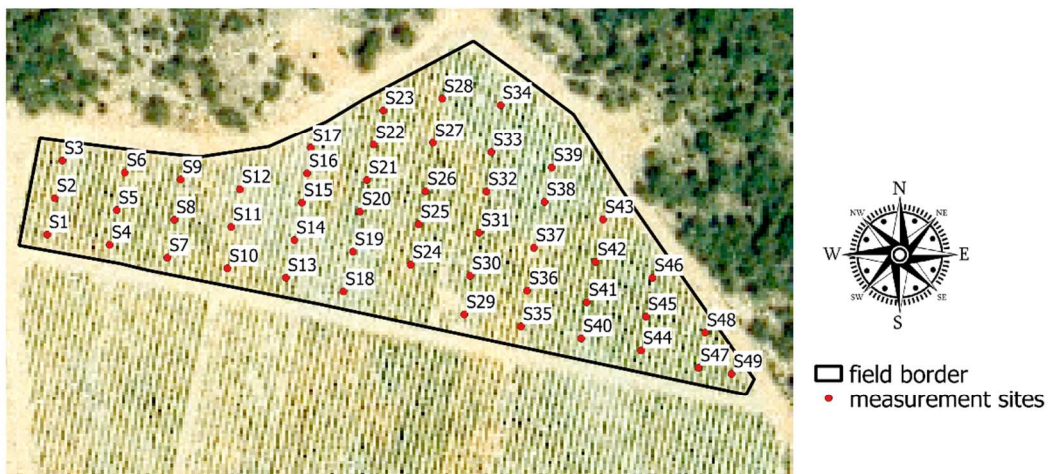 S28
S34
S23
S22
S27
S17
S33
S3
S6
S16
S39
S9
S21
S12
S15
S26
S32
S2
S38
S5
S20
S8
S25
S43
S11
S31
S1
S14
S4
S19
S37
S7
S24
S42
S10
S30
S46
S13
S36
S18
S41
S29
S45
S35
S48
S40
S44
S47
S49
N
NW
NE
W
E
SW
SE
S
field border
measurement sites